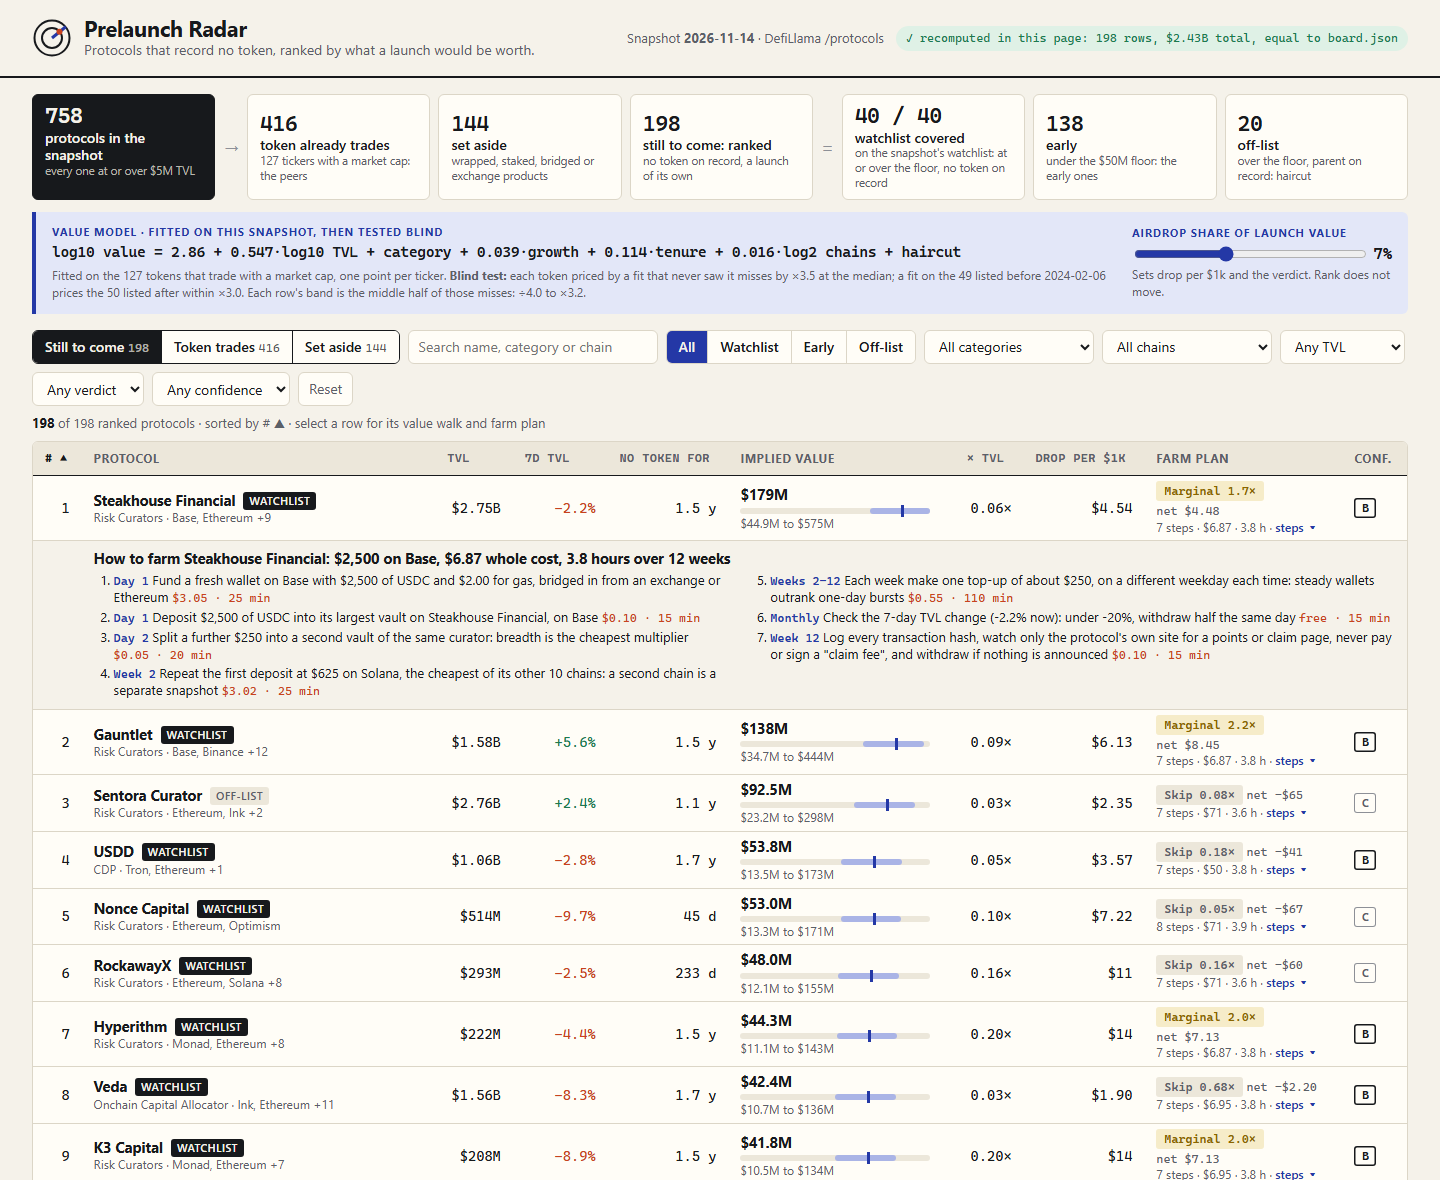 Prelaunch Radar
Protocols that record no token, ranked by what a launch would be worth.
Snapshot 2026-11-14 · DefiLlama /protocols
✓ recomputed in this page: 198 rows, $2.43B total, equal to board.json
758
protocols in the
snapshot
every one at or over $5M TVL
→
416
token already trades
127 tickers with a market cap:
the peers
144
set aside
wrapped, staked, bridged or
exchange products
198
still to come: ranked
no token on record, a launch
of its own
=
40 / 40
watchlist covered
on the snapshot's watchlist: at
or over the floor, no token on
record
138
early
under the $50M floor: the
early ones
20
off-list
over the floor, parent on
record: haircut
VALUE MODEL · FITTED ON THIS SNAPSHOT, THEN TESTED BLIND
log10 value = 2.86 + 0.547·log10 TVL + category + 0.039·growth + 0.114·tenure + 0.016·log2 chains + haircut
Fitted on the 127 tokens that trade with a market cap, one point per ticker. Blind test: each token priced by a fit that never saw it misses by ×3.5 at the median; a fit on the 49 listed before 2024-02-06
prices the 50 listed after within ×3.0. Each row's band is the middle half of those misses: ÷4.0 to ×3.2.
AIRDROP SHARE OF LAUNCH VALUE
7%
Sets drop per $1k and the verdict. Rank does not
move.
Still to come 198 Token trades 416 Set aside 144 Search name, category or chain All Watchlist Early Off-list All categories All chains Any TVL
Any verdict Any confidence Reset
198 of 198 ranked protocols · sorted by # ▲ · select a row for its value walk and farm plan
# ▲ PROTOCOL TVL 7D TVL NO TOKEN FOR IMPLIED VALUE × TVL DROP PER $1K FARM PLAN CONF.
1 Steakhouse Financial WATCHLIST $2.75B −2.2% 1.5 y $179M 0.06× $4.54 Marginal 1.7× B
Risk Curators · Base, Ethereum +9 $44.9M to $575M net $4.48
7 steps · $6.87 · 3.8 h · steps ▾
How to farm Steakhouse Financial: $2,500 on Base, $6.87 whole cost, 3.8 hours over 12 weeks
1. Day 1 Fund a fresh wallet on Base with $2,500 of USDC and $2.00 for gas, bridged in from an exchange or
Ethereum $3.05 · 25 min
2. Day 1 Deposit $2,500 of USDC into its largest vault on Steakhouse Financial, on Base $0.10 · 15 min
3. Day 2 Split a further $250 into a second vault of the same curator: breadth is the cheapest multiplier
$0.05 · 20 min
4. Week 2 Repeat the first deposit at $625 on Solana, the cheapest of its other 10 chains: a second chain is a
separate snapshot $3.02 · 25 min
5. Weeks 2–12 Each week make one top-up of about $250, on a different weekday each time: steady wallets
outrank one-day bursts $0.55 · 110 min
6. Monthly Check the 7-day TVL change (-2.2% now): under -20%, withdraw half the same day free · 15 min
7. Week 12 Log every transaction hash, watch only the protocol's own site for a points or claim page, never pay
or sign a "claim fee", and withdraw if nothing is announced $0.10 · 15 min
2 Gauntlet WATCHLIST $1.58B +5.6% 1.5 y $138M 0.09× $6.13 Marginal 2.2× B
Risk Curators · Base, Binance +12 $34.7M to $444M net $8.45
7 steps · $6.87 · 3.8 h · steps ▾
3 Sentora Curator OFF-LIST $2.76B +2.4% 1.1 y $92.5M 0.03× $2.35 Skip 0.08× net −$65 C
Risk Curators · Ethereum, Ink +2 $23.2M to $298M 7 steps · $71 · 3.6 h · steps ▾
4 USDD WATCHLIST $1.06B −2.8% 1.7 y $53.8M 0.05× $3.57 Skip 0.18× net −$41 B
CDP · Tron, Ethereum +1 $13.5M to $173M 7 steps · $50 · 3.8 h · steps ▾
5 Nonce Capital WATCHLIST $514M −9.7% 45 d $53.0M 0.10× $7.22 Skip 0.05× net −$67 C
Risk Curators · Ethereum, Optimism $13.3M to $171M 8 steps · $71 · 3.9 h · steps ▾
6 RockawayX WATCHLIST $293M −2.5% 233 d $48.0M 0.16× $11 Skip 0.16× net −$60 C
Risk Curators · Ethereum, Solana +8 $12.1M to $155M 7 steps · $71 · 3.6 h · steps ▾
7 Hyperithm WATCHLIST $222M −4.4% 1.5 y $44.3M 0.20× $14 Marginal 2.0× B
Risk Curators · Monad, Ethereum +8 $11.1M to $143M net $7.13
7 steps · $6.87 · 3.8 h · steps ▾
8 Veda WATCHLIST $1.56B −8.3% 1.7 y $42.4M 0.03× $1.90 Skip 0.68× net −$2.20 B
Onchain Capital Allocator · Ink, Ethereum +11 $10.7M to $136M 7 steps · $6.95 · 3.8 h · steps ▾
9 K3 Capital WATCHLIST $208M −8.9% 1.5 y $41.8M 0.20× $14 Marginal 2.0× B
Risk Curators · Monad, Ethereum +7 $10.5M to $134M net $7.13
7 steps · $6.95 · 3.8 h · steps ▾